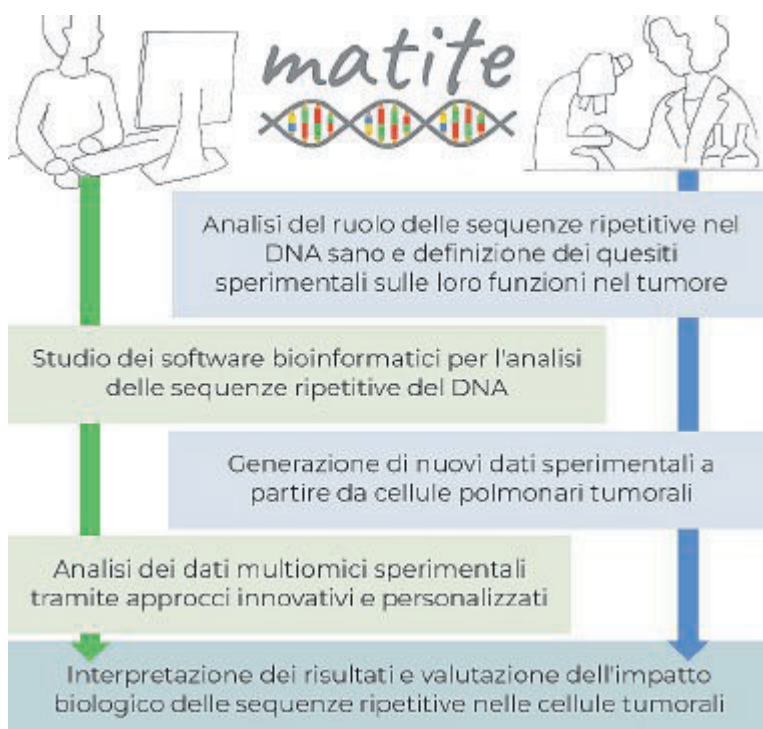 matite
Analisi del ruolo delle sequenze ripetitive nel
DNA sano e definizione dei quesiti
sperimentali sulle loro funzioni nel tumore
Studio dei software bioinformatici per l'analisi
delle sequenze ripetitive del DNA
Generazione di nuovi dati sperimentali a
partire da cellule polmonari tumorali
Analisi dei dati multiomici sperimentali
tramite approcci innovativi e personalizzati
Interpretazione dei risultati e valutazione dell'impatto
biologico delle sequenze ripetitive nelle cellule tumorali